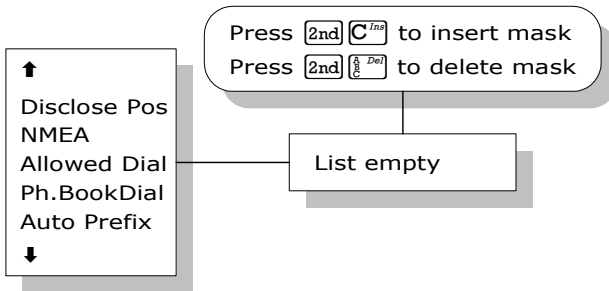 Press 2nd C Ins to insert mask
Press 2nd A B C Del to delete mask
Disclose Pos
NMEA
Allowed Dial
Ph.BookDial
Auto Prefix
List empty